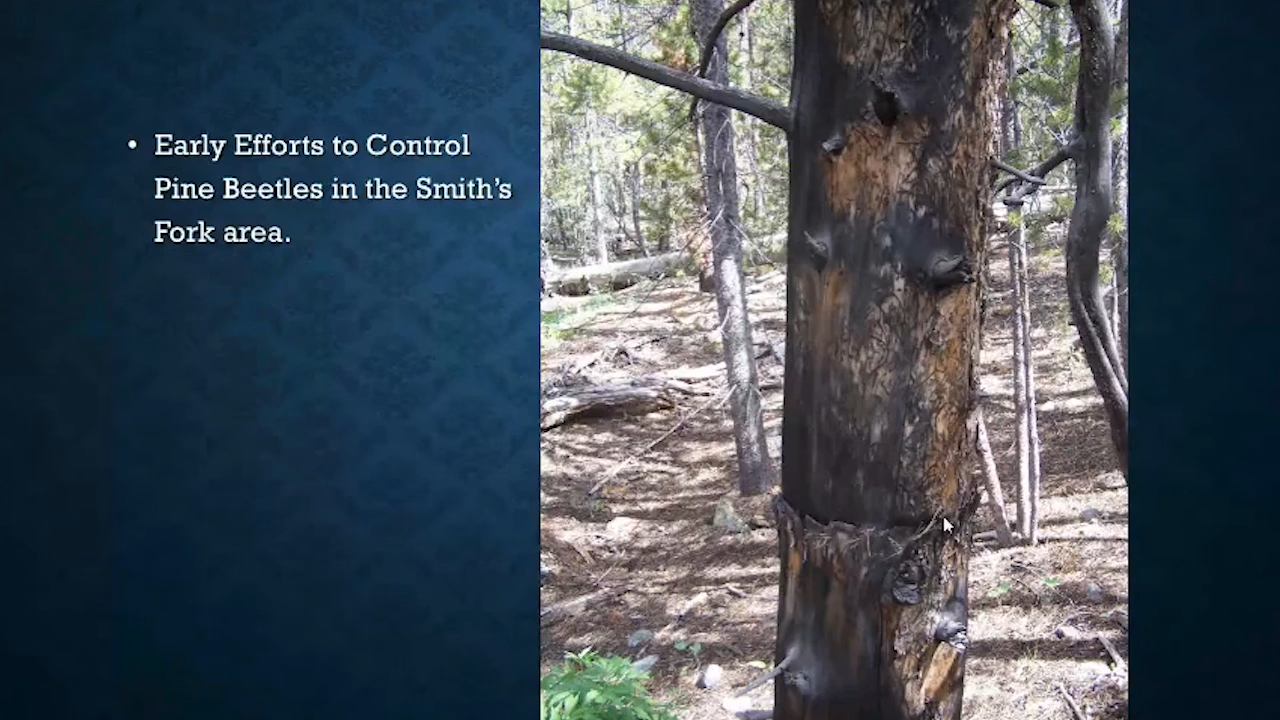 • Early Efforts to Control
Pine Beetles in the Smith's
Fork area.